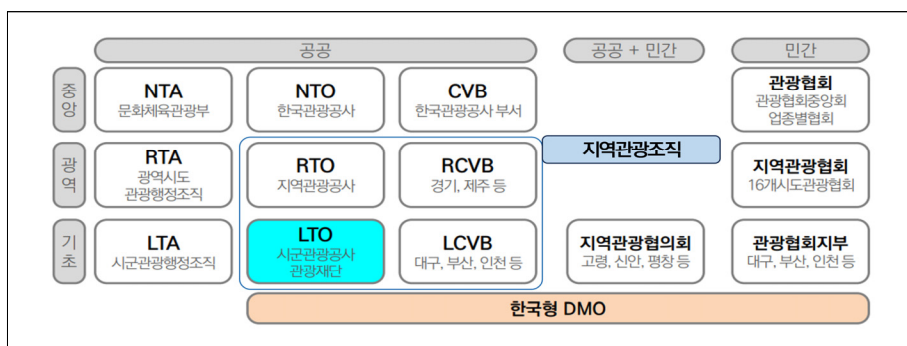 공공
공공 + 민간
민간
중앙
NTA
문화체육관광부
NTO
한국관광공사
CVB
한국관광공사 부서
관광협회
관광협회중앙회
업종별협회
광역
RTA
광역시도
관광행정조직
RTO
지역관광공사
RCVB
경기, 제주 등
지역관광조직
지역관광협회
16개시도관광협회
기초
LTA
시군관광행정조직
LTO
시군관광공사
관광재단
LCVB
대구, 부산, 인천 등
지역관광협의회
고령, 신안, 평창 등
관광협회지부
대구, 부산, 인천 등
한국형 DMO